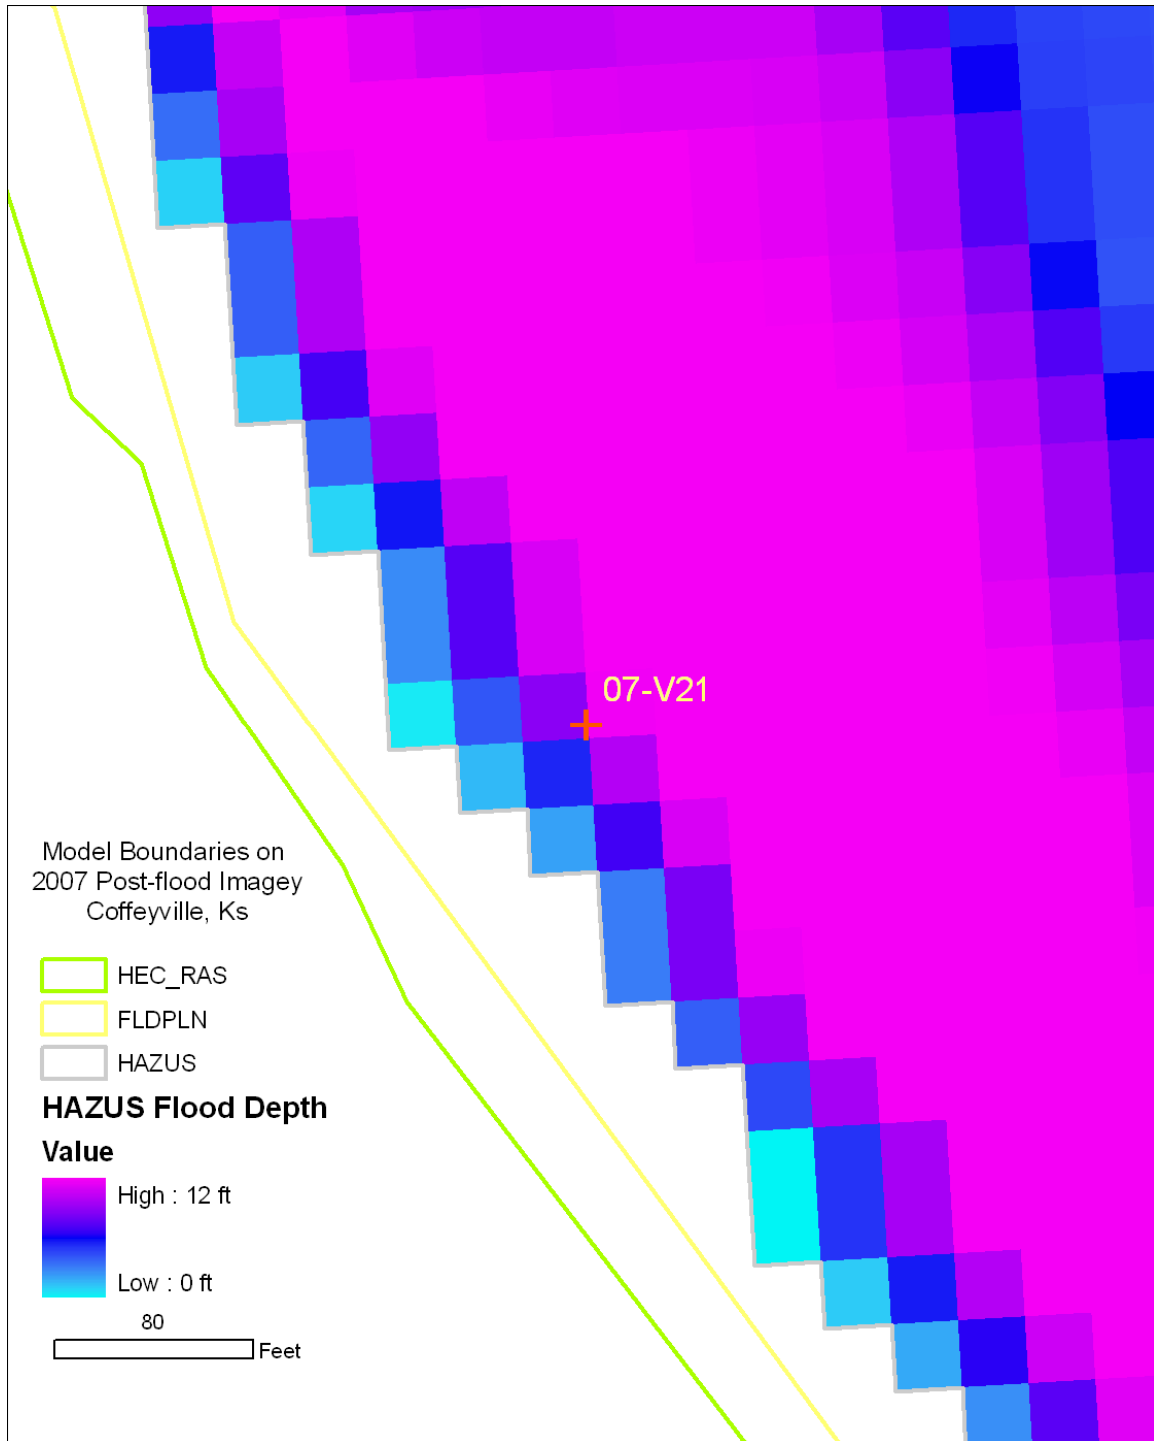 07-V21
Model Boundaries on
2007 Post-flood Imagey
Coffeyville, Ks
HEC_RAS
FLDPLN
HAZUS
HAZUS Flood Depth
Value
High : 12 ft
Low : 0 ft
80
Feet